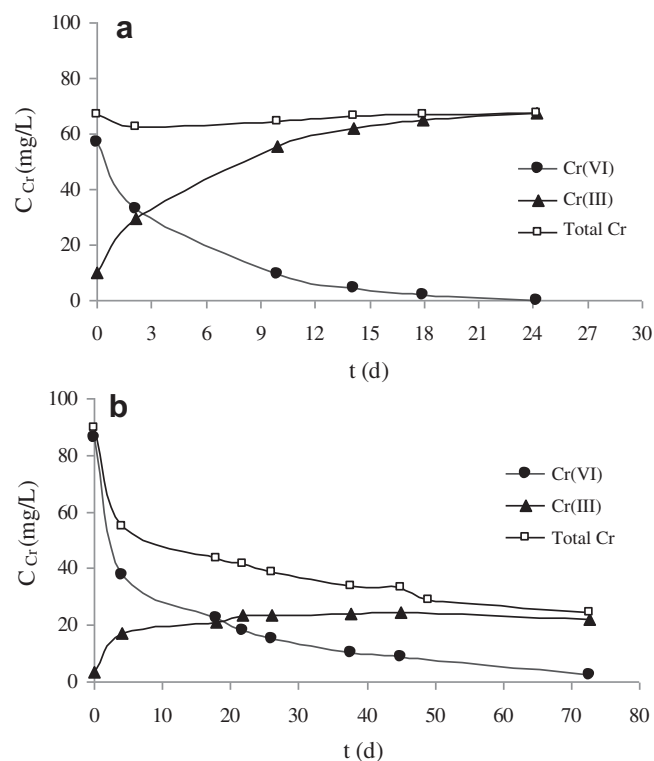 a
100
80
60
40
20
0
C Cr (mg/L)
Cr(VI)
Cr(III)
Total Cr
0 3 6 9 12 15 18 21 24 27 30
t (d)
b
100
80
60
40
20
0
C Cr (mg/L)
Cr(VI)
Cr(III)
Total Cr
0 10 20 30 40 50 60 70 80
t (d)